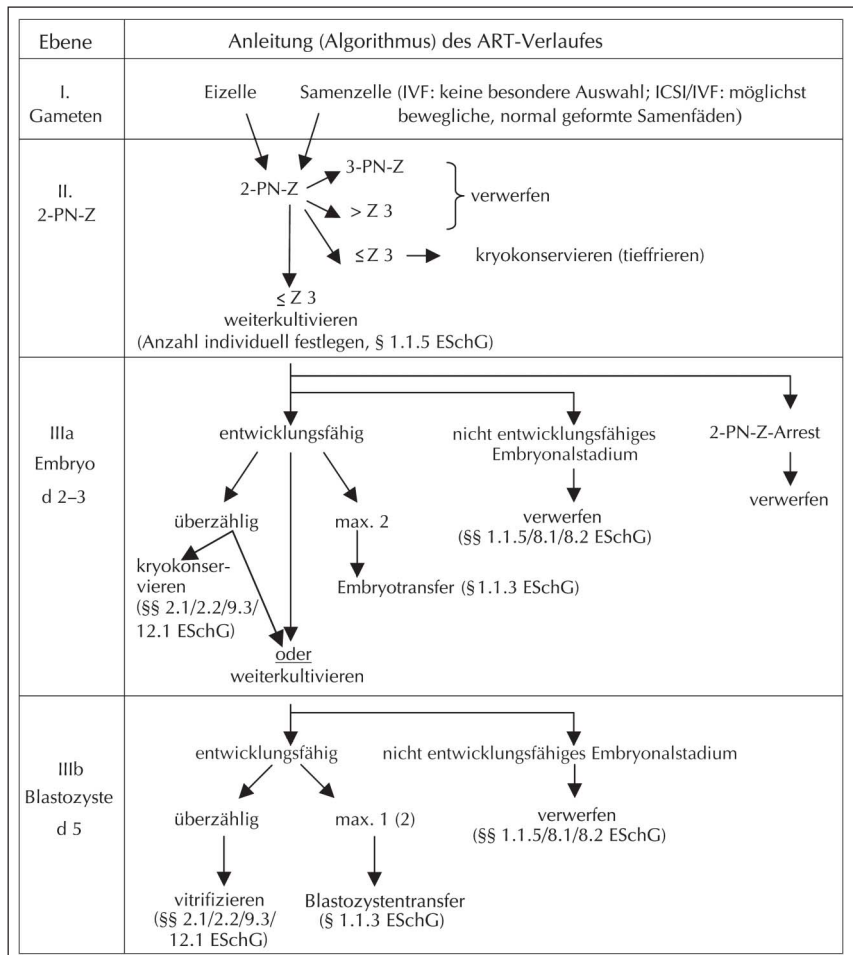 Ebene
Anleitung (Algorithmus) des ART-Verlaufes
I.
Gameten
Eizelle
Samenzelle (IVF: keine besondere Auswahl; ICSI/IVF: möglichst
bewegliche, normal geformte Samenfäden)
II.
2-PN-Z
2-PN-Z
3-PN-Z
> Z 3
verwerfen
≤ Z 3
kryokonservieren (tieffrieren)
≤ Z 3
weiterkultivieren
(Anzahl individuell festlegen, § 1.1.5 ESchG)
IIIa
Embryo
d 2–3
entwicklungsfähig
nicht entwicklungsfähiges
Embryonalstadium
2-PN-Z-Arrest
verwerfen
(§§ 1.1.5/8.1/8.2 ESchG)
verwerfen
überzählig
max. 2
kryokonser-
vieren
(§§ 2.1/2.2/9.3/
12.1 ESchG)
Embryotransfer (§ 1.1.3 ESchG)
oder
weiterkultivieren
IIIb
Blastozyste
d 5
entwicklungsfähig
nicht entwicklungsfähiges Embryonalstadium
überzählig
max. 1 (2)
verwerfen
(§§ 1.1.5/8.1/8.2 ESchG)
vitrifizieren
(§§ 2.1/2.2/9.3/
12.1 ESchG)
Blastozystentransfer
(§ 1.1.3 ESchG)